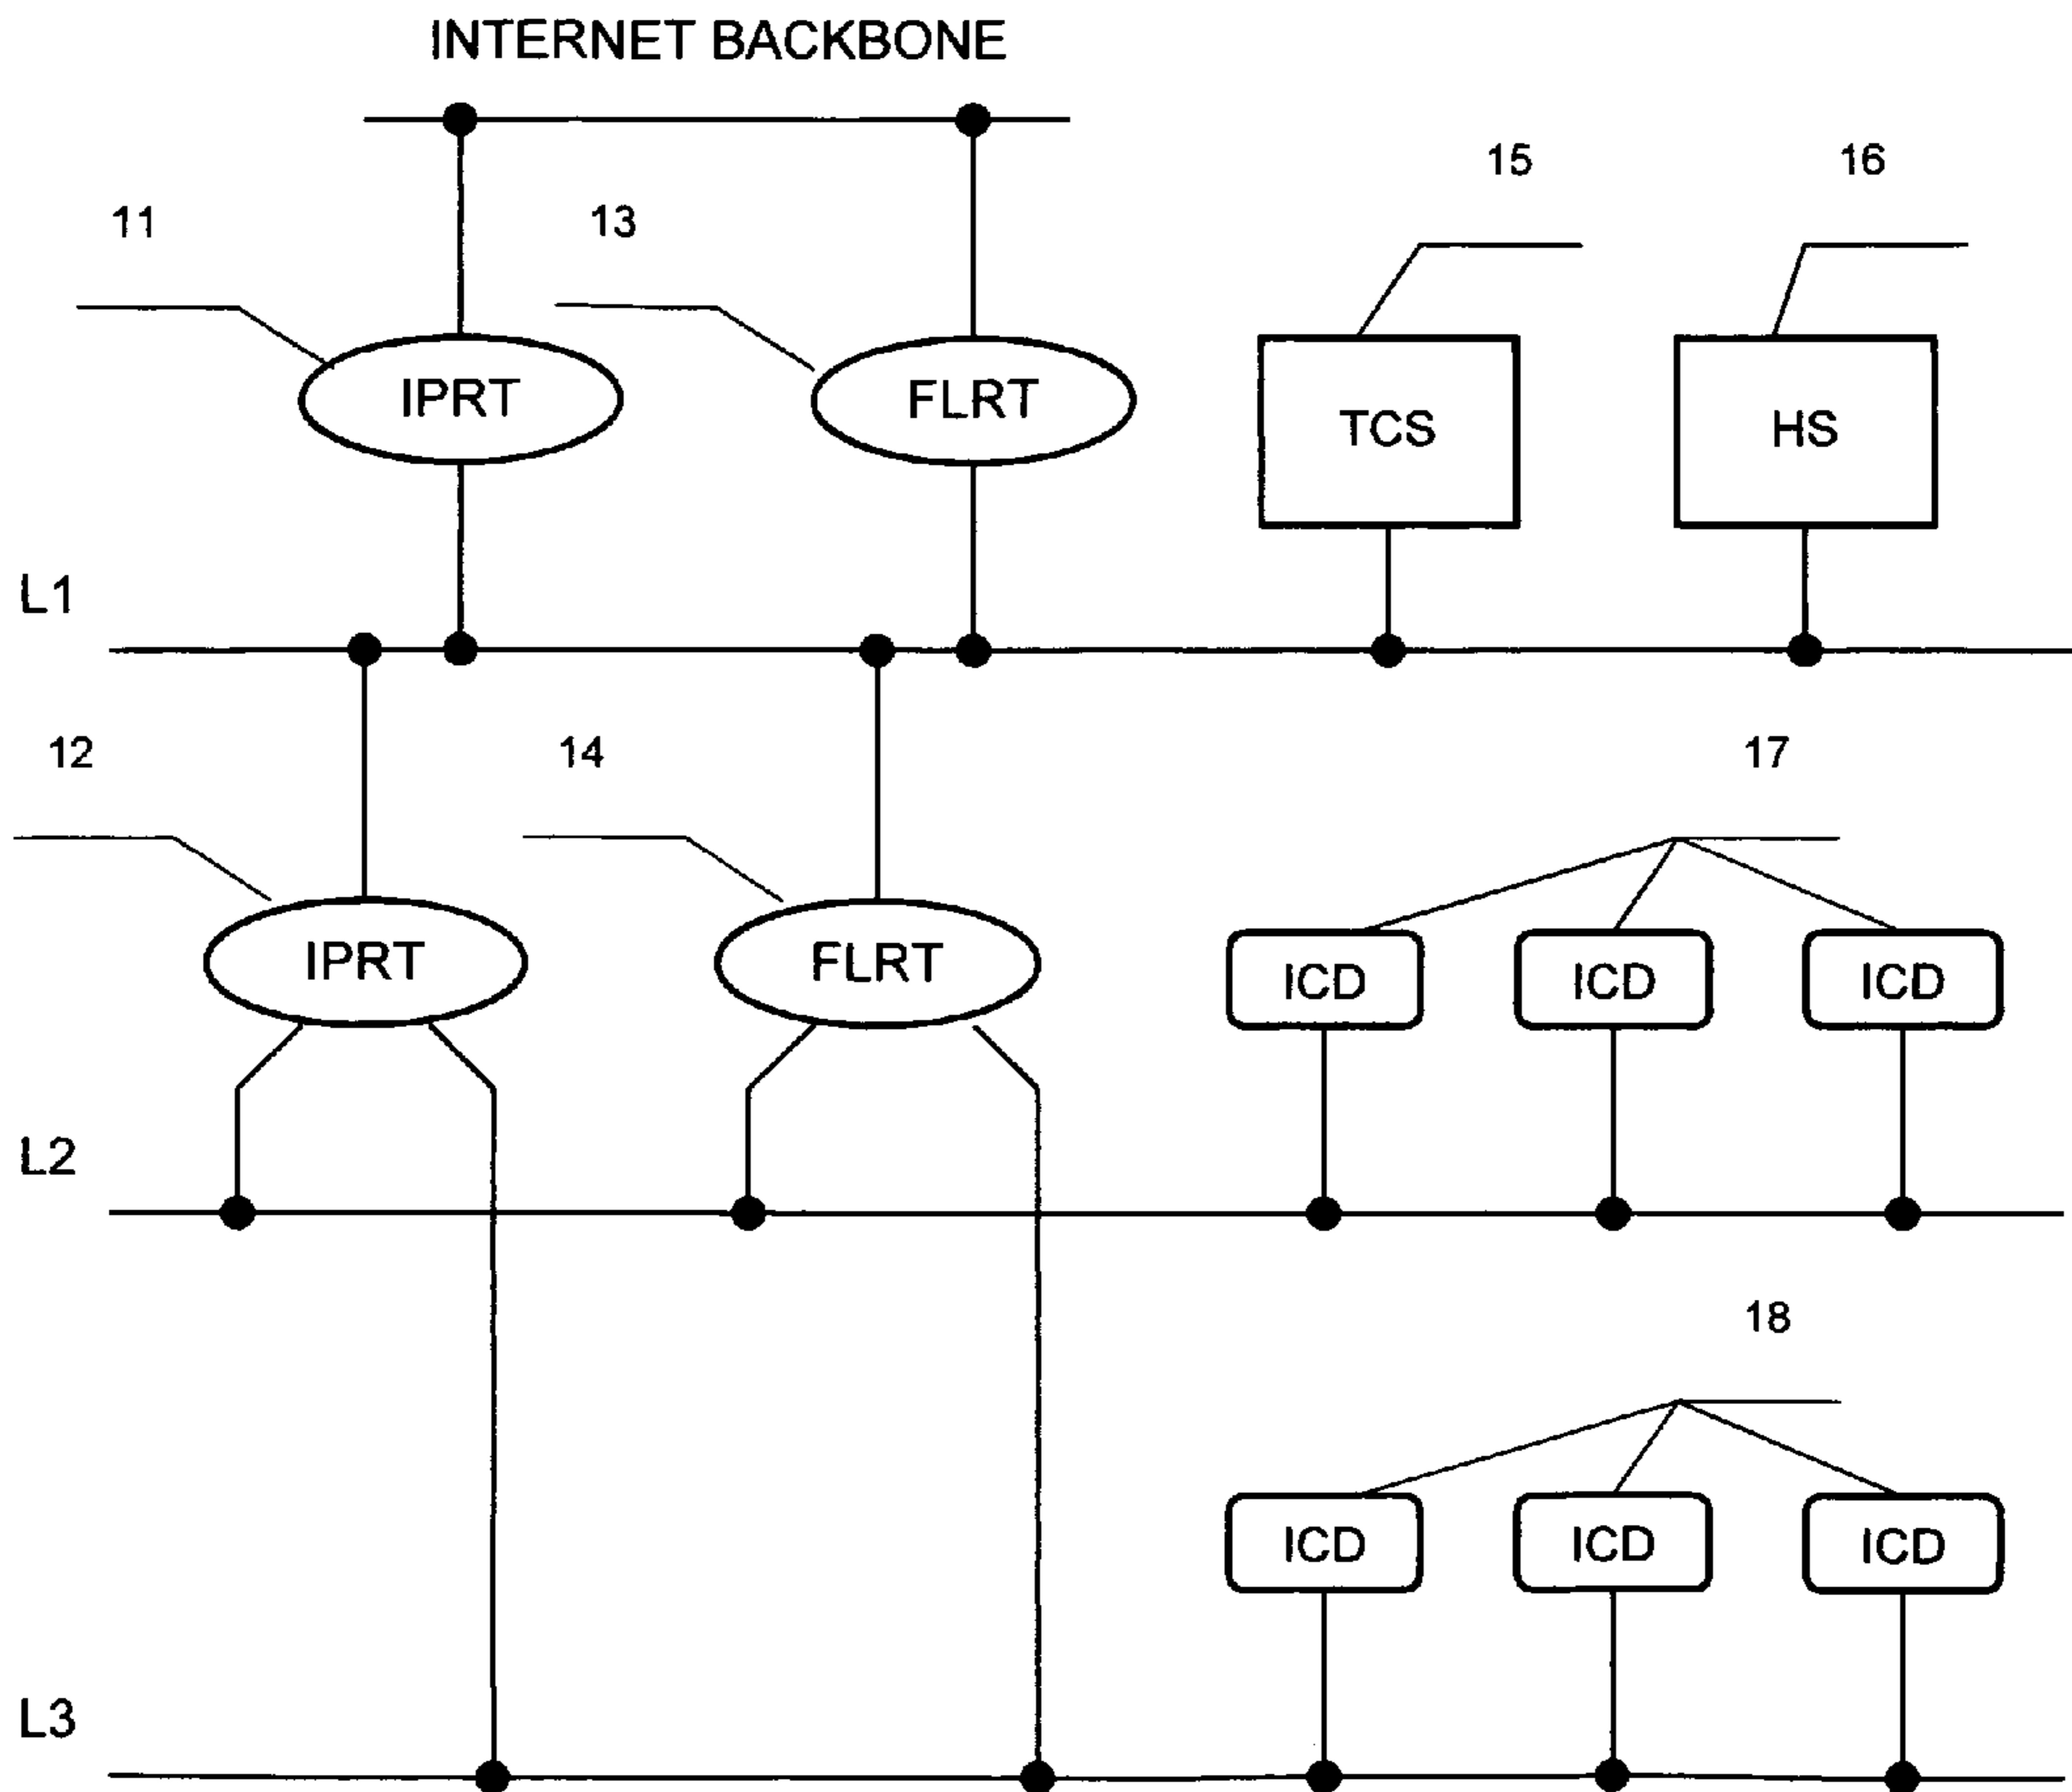 INTERNET BACKBONE
15 16
11 13
IPRT FLRT TCS HS
L1
12 14 17
IPRT FLRT ICD ICD ICD
L2
18
ICD ICD ICD
L3